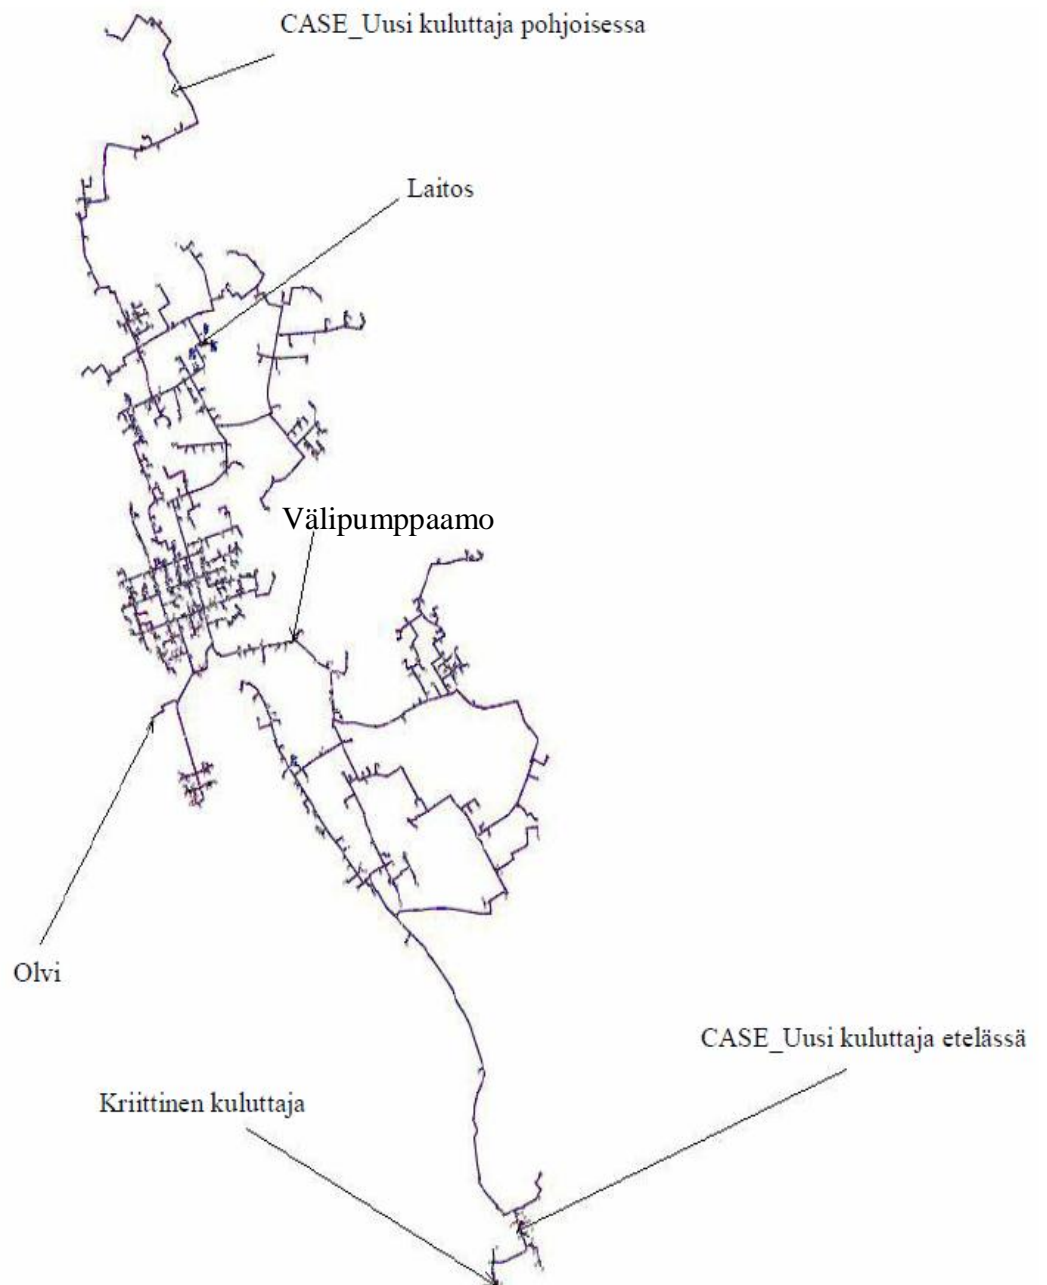 CASE_Uusi kuluttaja pohjoisessa
Laitos
Välipumppaamo
Olvi
CASE_Uusi kuluttaja etelässä
Kriittinen kuluttaja